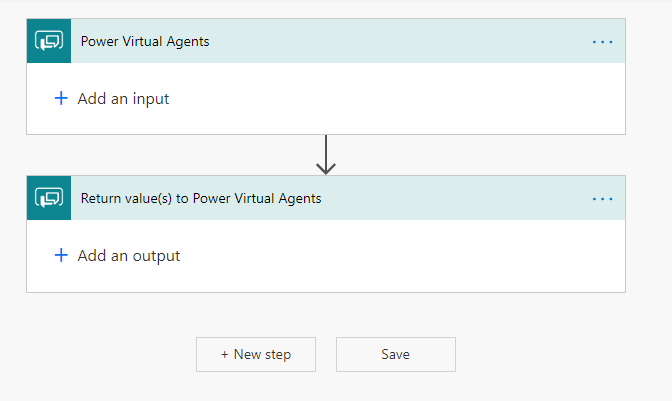 Power Virtual Agents
+ Add an input
Return value(s) to Power Virtual Agents
+ Add an output
+ New step
Save